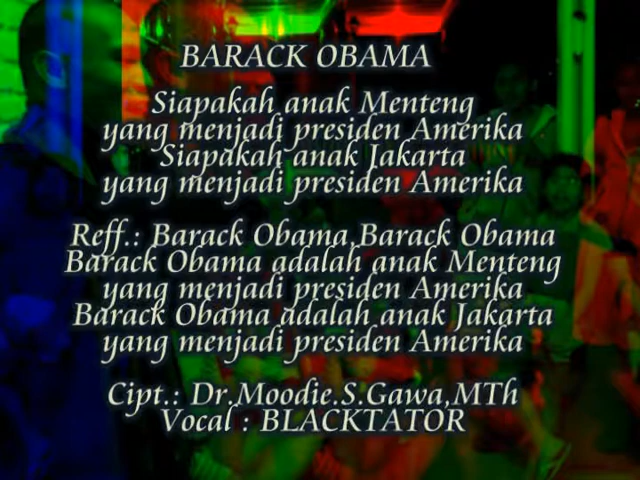 BARACK OBAMA
Siapakah anak Menteng
yang menjadi presiden Amerika
Siapakah anak Jakarta
yang menjadi presiden Amerika
Reff.: Barack Obama,Barack Obama
Barack Obama adalah anak Menteng
yang menjadi presiden Amerika
Barack Obama adalah anak Jakarta
yang menjadi presiden Amerika
Cipt.: Dr.Moodie.S.Gawa,MTh
Vocal : BLACKTATOR